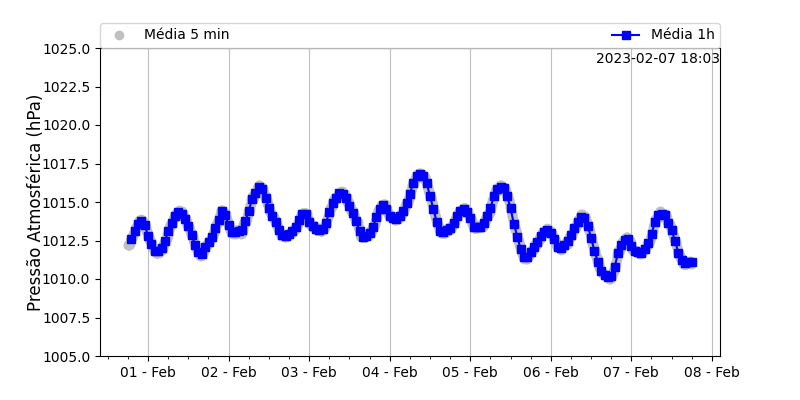 Média 5 min
Média 1h
2023-02-07 18:03
Pressão Atmosférica (hPa)
1025.0
1022.5
1020.0
1017.5
1015.0
1012.5
1010.0
1007.5
1005.0
01 - Feb
02 - Feb
03 - Feb
04 - Feb
05 - Feb
06 - Feb
07 - Feb
08 - Feb